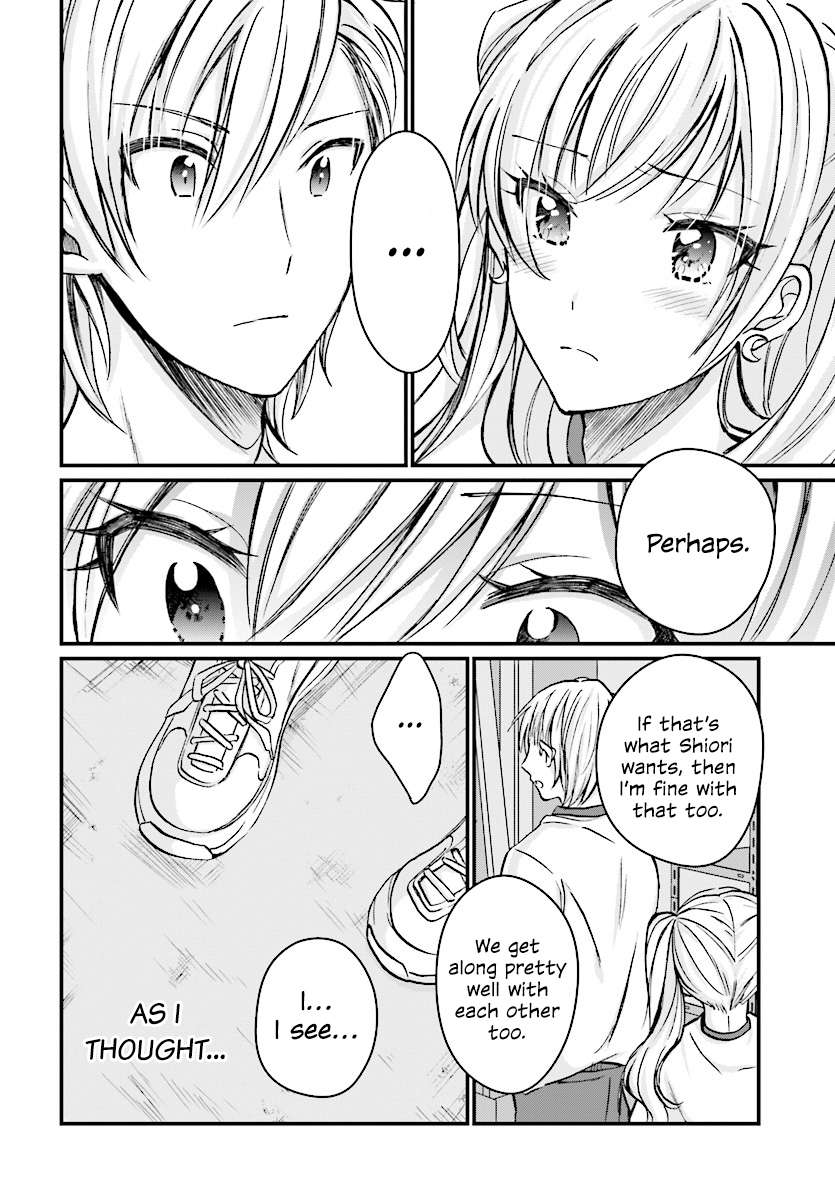 ...
Perhaps.
If that's
what Shiori
wants, then
I'm fine with
that too.
We get
along pretty
well with
each other
too.
...
I...
I see...
AS I
THOUGHT...